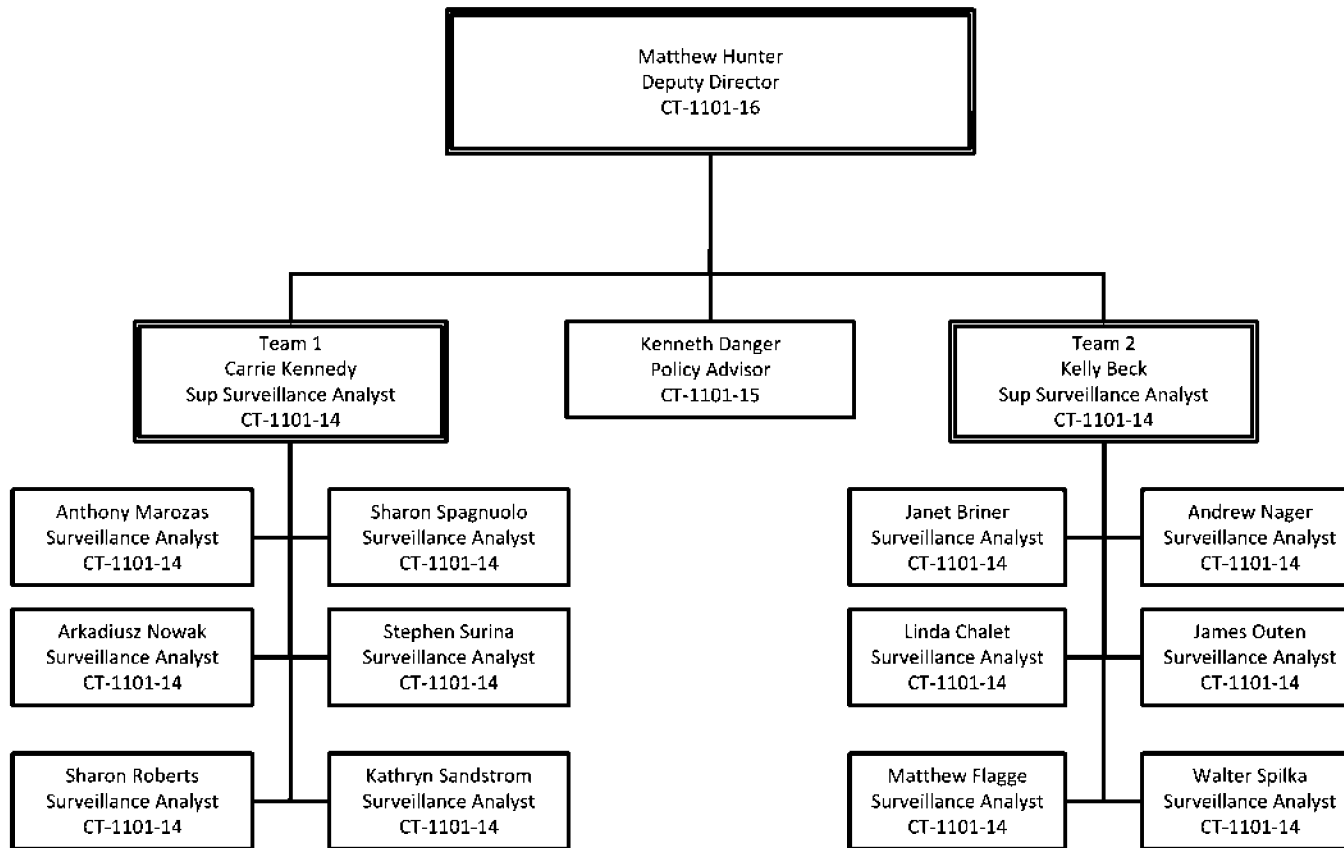 Matthew Hunter
Deputy Director
CT-1101-16
Team 1
Carrie Kennedy
Sup Surveillance Analyst
CT-1101-14
Kenneth Danger
Policy Advisor
CT-1101-15
Team 2
Kelly Beck
Sup Surveillance Analyst
CT-1101-14
Anthony Marozas
Surveillance Analyst
CT-1101-14
Sharon Spagnuolo
Surveillance Analyst
CT-1101-14
Janet Briner
Surveillance Analyst
CT-1101-14
Andrew Nager
Surveillance Analyst
CT-1101-14
Arkadiusz Nowak
Surveillance Analyst
CT-1101-14
Stephen Surina
Surveillance Analyst
CT-1101-14
Linda Chalet
Surveillance Analyst
CT-1101-14
James Outen
Surveillance Analyst
CT-1101-14
Sharon Roberts
Surveillance Analyst
CT-1101-14
Kathryn Sandstrom
Surveillance Analyst
CT-1101-14
Matthew Flagge
Surveillance Analyst
CT-1101-14
Walter Spilka
Surveillance Analyst
CT-1101-14